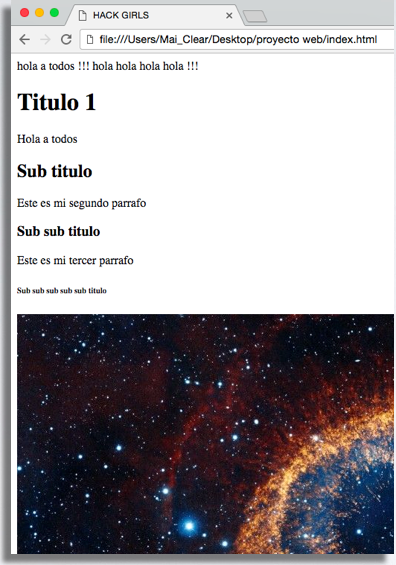 HACK GIRLS
file:///Users/Mai_Clear/Desktop/proyecto web/index.html
hola a todos !!! hola hola hola hola !!!
Titulo 1
Hola a todos
Sub titulo
Este es mi segundo parrafo
Sub sub titulo
Este es mi tercer parrafo
Sub sub sub sub sub titulo